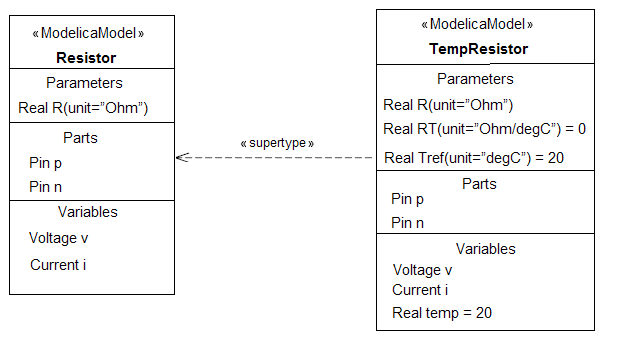 «ModelicaModel»
Resistor
Parameters
Real R(unit=”Ohm”)
Parts
Pin p
Pin n
Variables
Voltage v
Current i
«supertype»
«ModelicaModel»
TempResistor
Parameters
Real R(unit=”Ohm”)
Real RT(unit=”Ohm/degC”) = 0
Real Tref(unit=”degC”) = 20
Parts
Pin p
Pin n
Variables
Voltage v
Current i
Real temp = 20